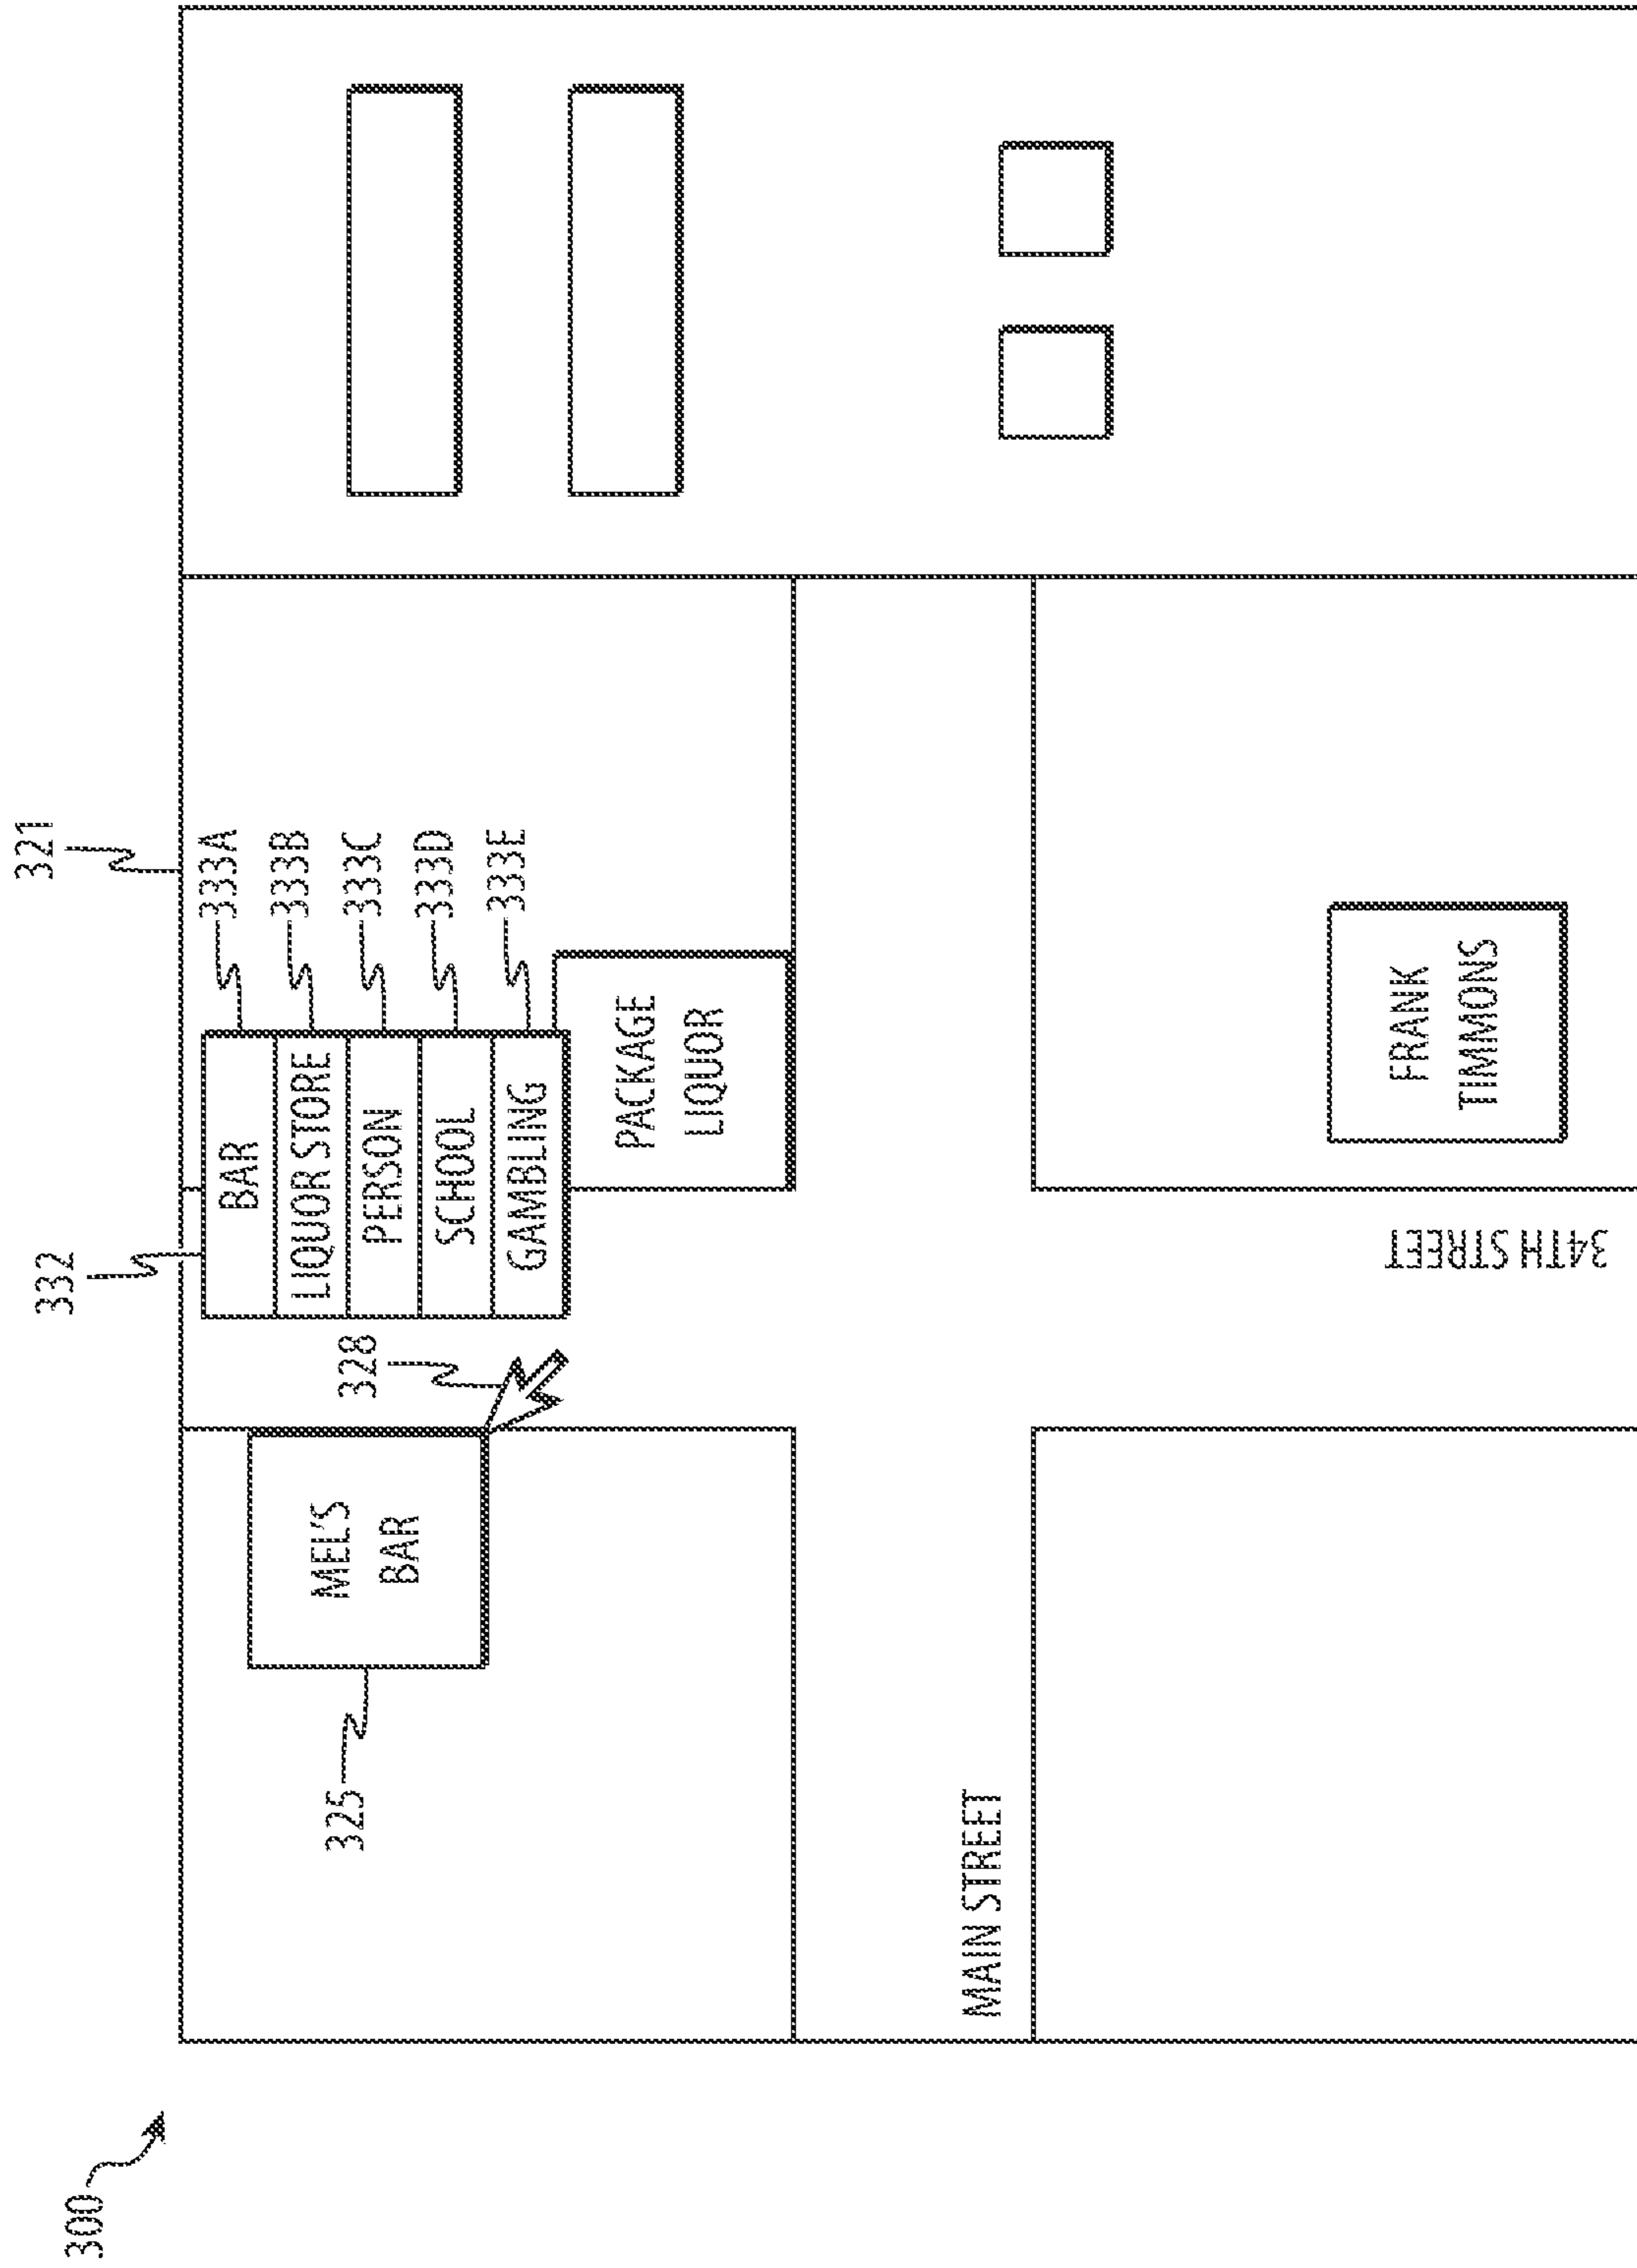 300
321
332
333A
333B
333C
333D
333E
BAR
LIQUOR STORE
PERSON
SCHOOL
GAMBLING
328
325
MEL'S
BAR
PACKAGE
LIQUOR
MAIN STREET
34TH STREET
FRANK
TIMMONS